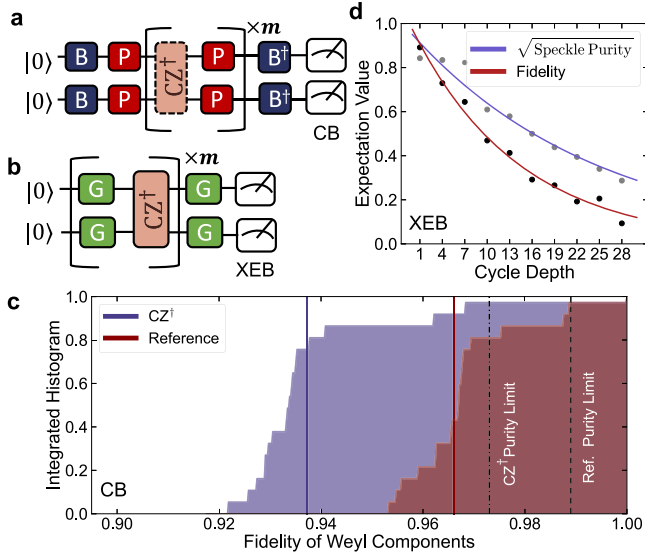 a
|0⟩ B P CZ† P ×m B†
|0⟩ B P P B†
CB
b
|0⟩ G CZ† ×m G
|0⟩ G G
XEB
d
Expectation Value
1.0
0.8
0.6
0.4
0.2
0.0
√Speckle Purity
Fidelity
XEB
1 4 7 10 13 16 19 22 25 28
Cycle Depth
c
Integrated Histogram
1.0
0.8
0.6
0.4
0.2
0.0
CZ†
Reference
CZ† Purity Limit
Ref. Purity Limit
CB
0.90 0.92 0.94 0.96 0.98 1.00
Fidelity of Weyl Components